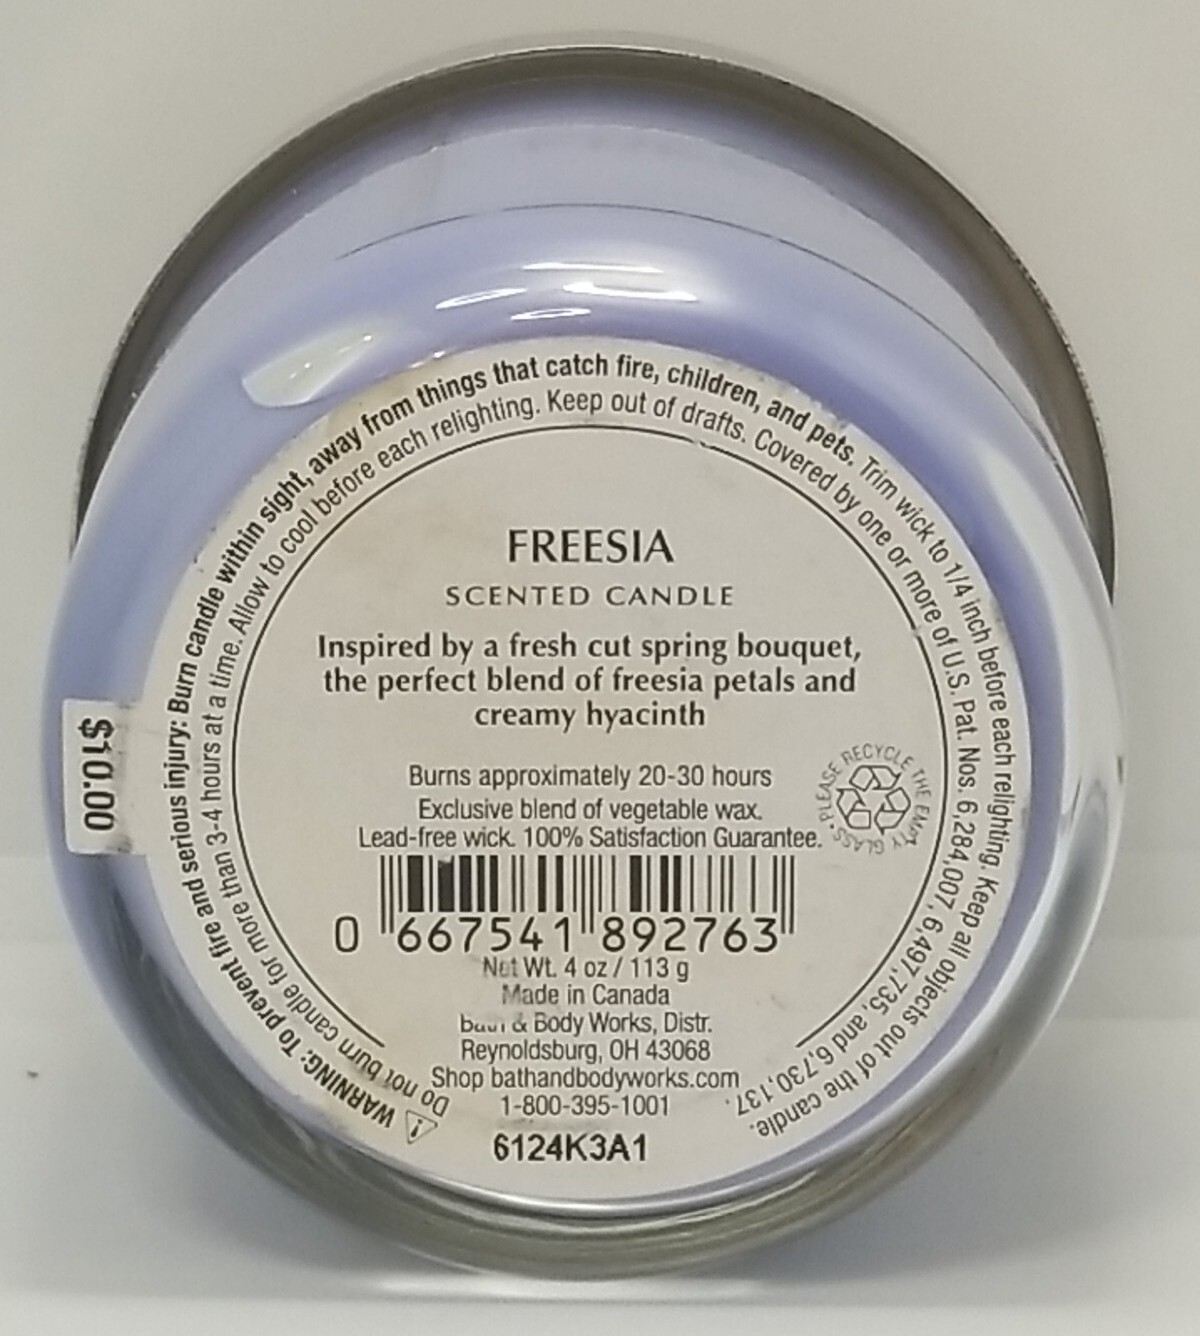 ⚠ WARNING: To prevent fire and serious injury: Burn candle within sight, away from things that catch fire, children, and pets. Trim wick to 1/4 inch before each relighting. Keep all objects out of the candle.
Do not burn candle for more than 3-4 hours at a time. Allow to cool before each relighting. Keep out of drafts. Covered by one or more of U.S. Pat. Nos. 6,284,007, 6,497,735, and 6,730,137.
FREESIA
SCENTED CANDLE
Inspired by a fresh cut spring bouquet,
the perfect blend of freesia petals and
creamy hyacinth
$10.00
Burns approximately 20-30 hours
Exclusive blend of vegetable wax.
Lead-free wick. 100% Satisfaction Guarantee.
PLEASE RECYCLE THE EMPTY GLASS •
0 667541 892763
Net Wt. 4 oz / 113 g
Made in Canada
Bath & Body Works, Distr.
Reynoldsburg, OH 43068
Shop bathandbodyworks.com
1-800-395-1001
6124K3A1